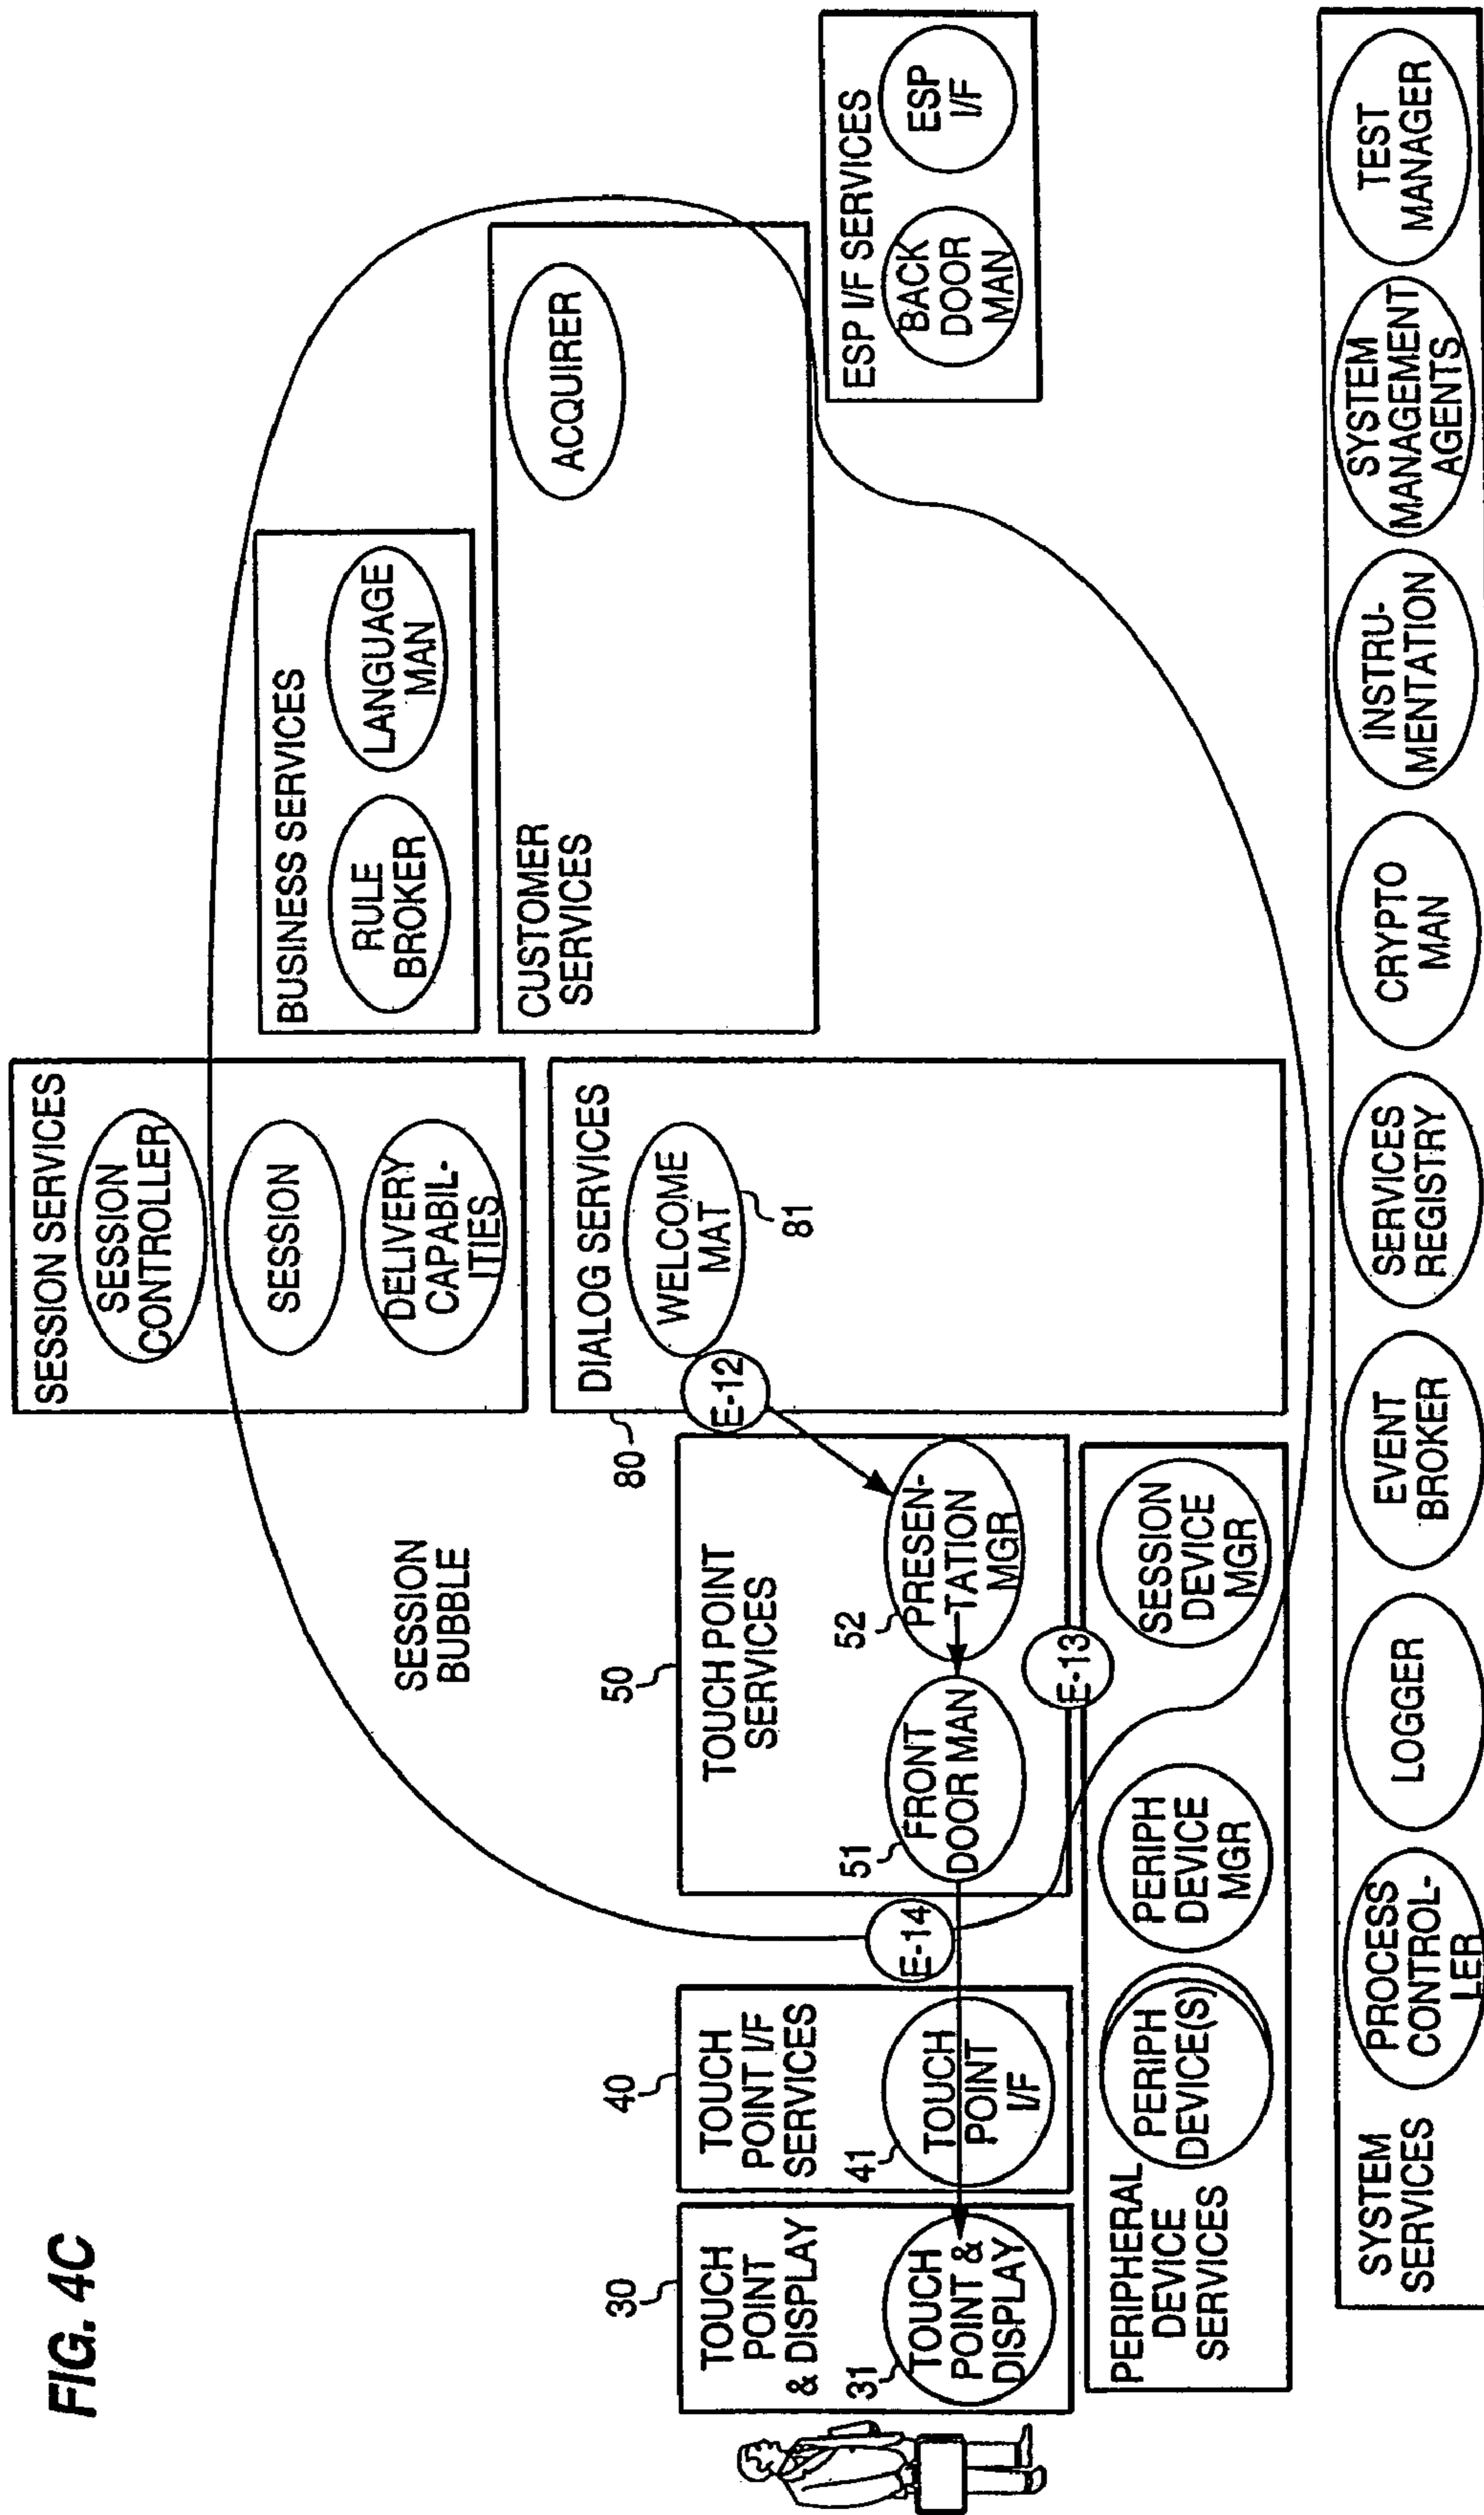 FIG. 4C
SESSION SERVICES
SESSION
CONTROLLER
SESSION
DELIVERY
CAPABIL-
ITIES
BUSINESS SERVICES
RULE
BROKER
LANGUAGE
MAN
SESSION
BUBBLE
CUSTOMER
SERVICES
ACQUIRER
DIALOG SERVICES
WELCOME
MAT
81
80
E-12
30
TOUCH
POINT
& DISPLAY
31
TOUCH
POINT &
DISPLAY
40
TOUCH
POINT I/F
SERVICES
41
TOUCH
POINT
I/F
E-14
50
TOUCH POINT
SERVICES
51
FRONT
DOOR MAN
52
PRESEN-
TATION
MGR
E-13
ESP I/F SERVICES
BACK
DOOR
MAN
ESP
I/F
PERIPHERAL
DEVICE
SERVICES
PERIPH
DEVICE(S)
PERIPH
DEVICE
MGR
SESSION
DEVICE
MGR
SYSTEM
SERVICES
PROCESS
CONTROL-
LER
LOGGER
EVENT
BROKER
SERVICES
REGISTRY
CRYPTO
MAN
INSTRU-
MENTATION
SYSTEM
MANAGEMENT
AGENTS
TEST
MANAGER